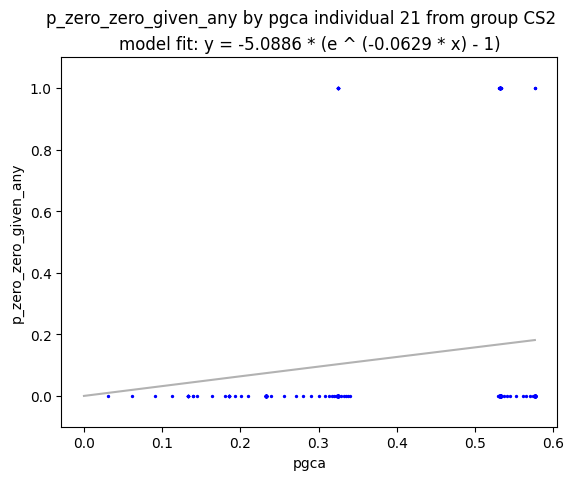 p_zero_zero_given_any by pgca individual 21 from group CS2
model fit: y = -5.0886 * (e ^ (-0.0629 * x) - 1)
1.0
0.8
0.6
0.4
0.2
0.0
p_zero_zero_given_any
0.0 0.1 0.2 0.3 0.4 0.5 0.6
pgca